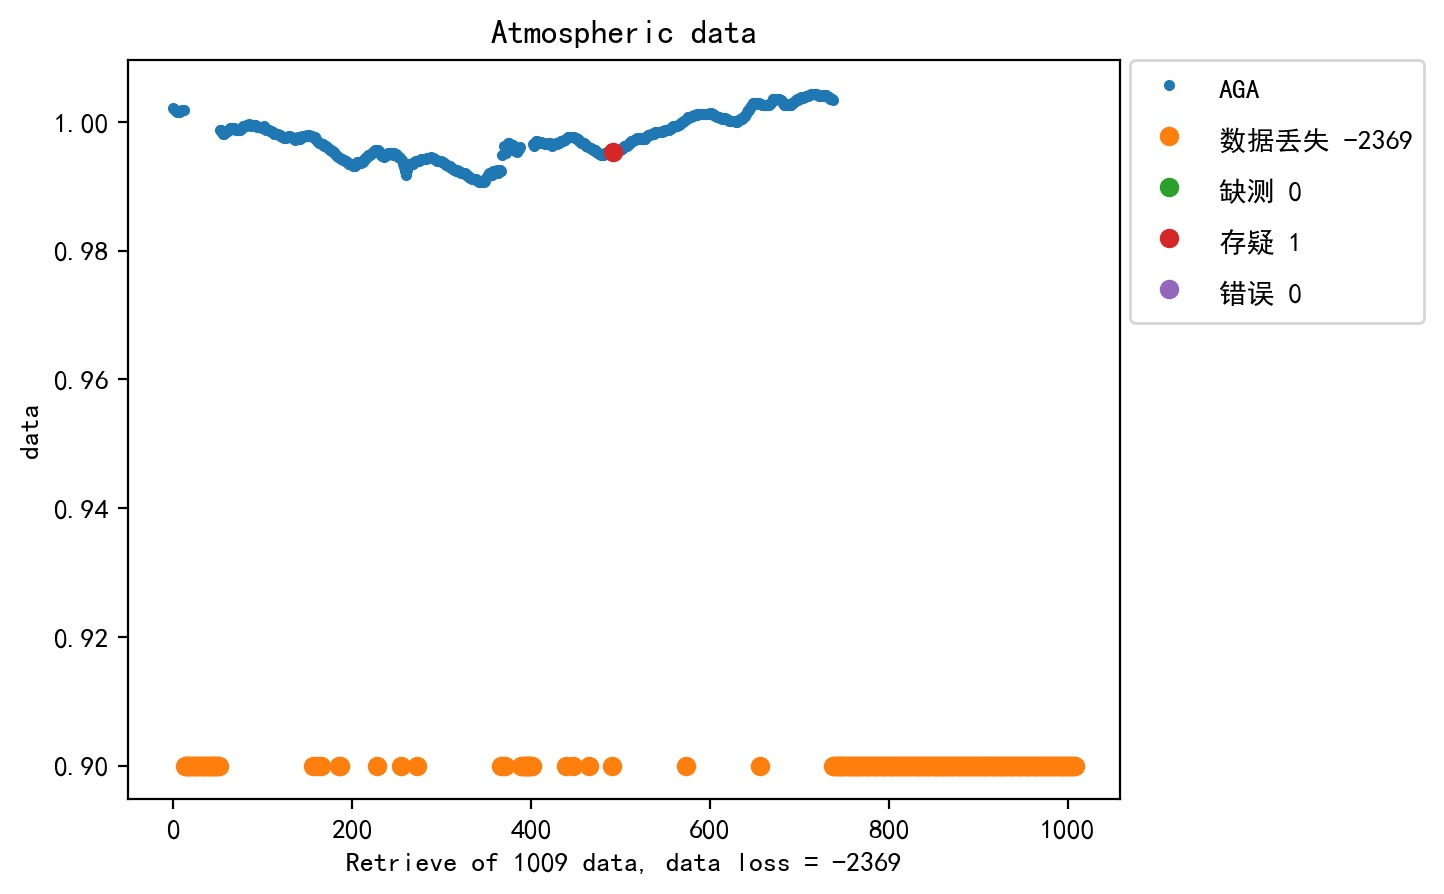 Atmospheric data
AGA
数据丢失 -2369
缺测 0
存疑 1
错误 0
data
1.00
0.98
0.96
0.94
0.92
0.90
0 200 400 600 800 1000
Retrieve of 1009 data, data loss = -2369